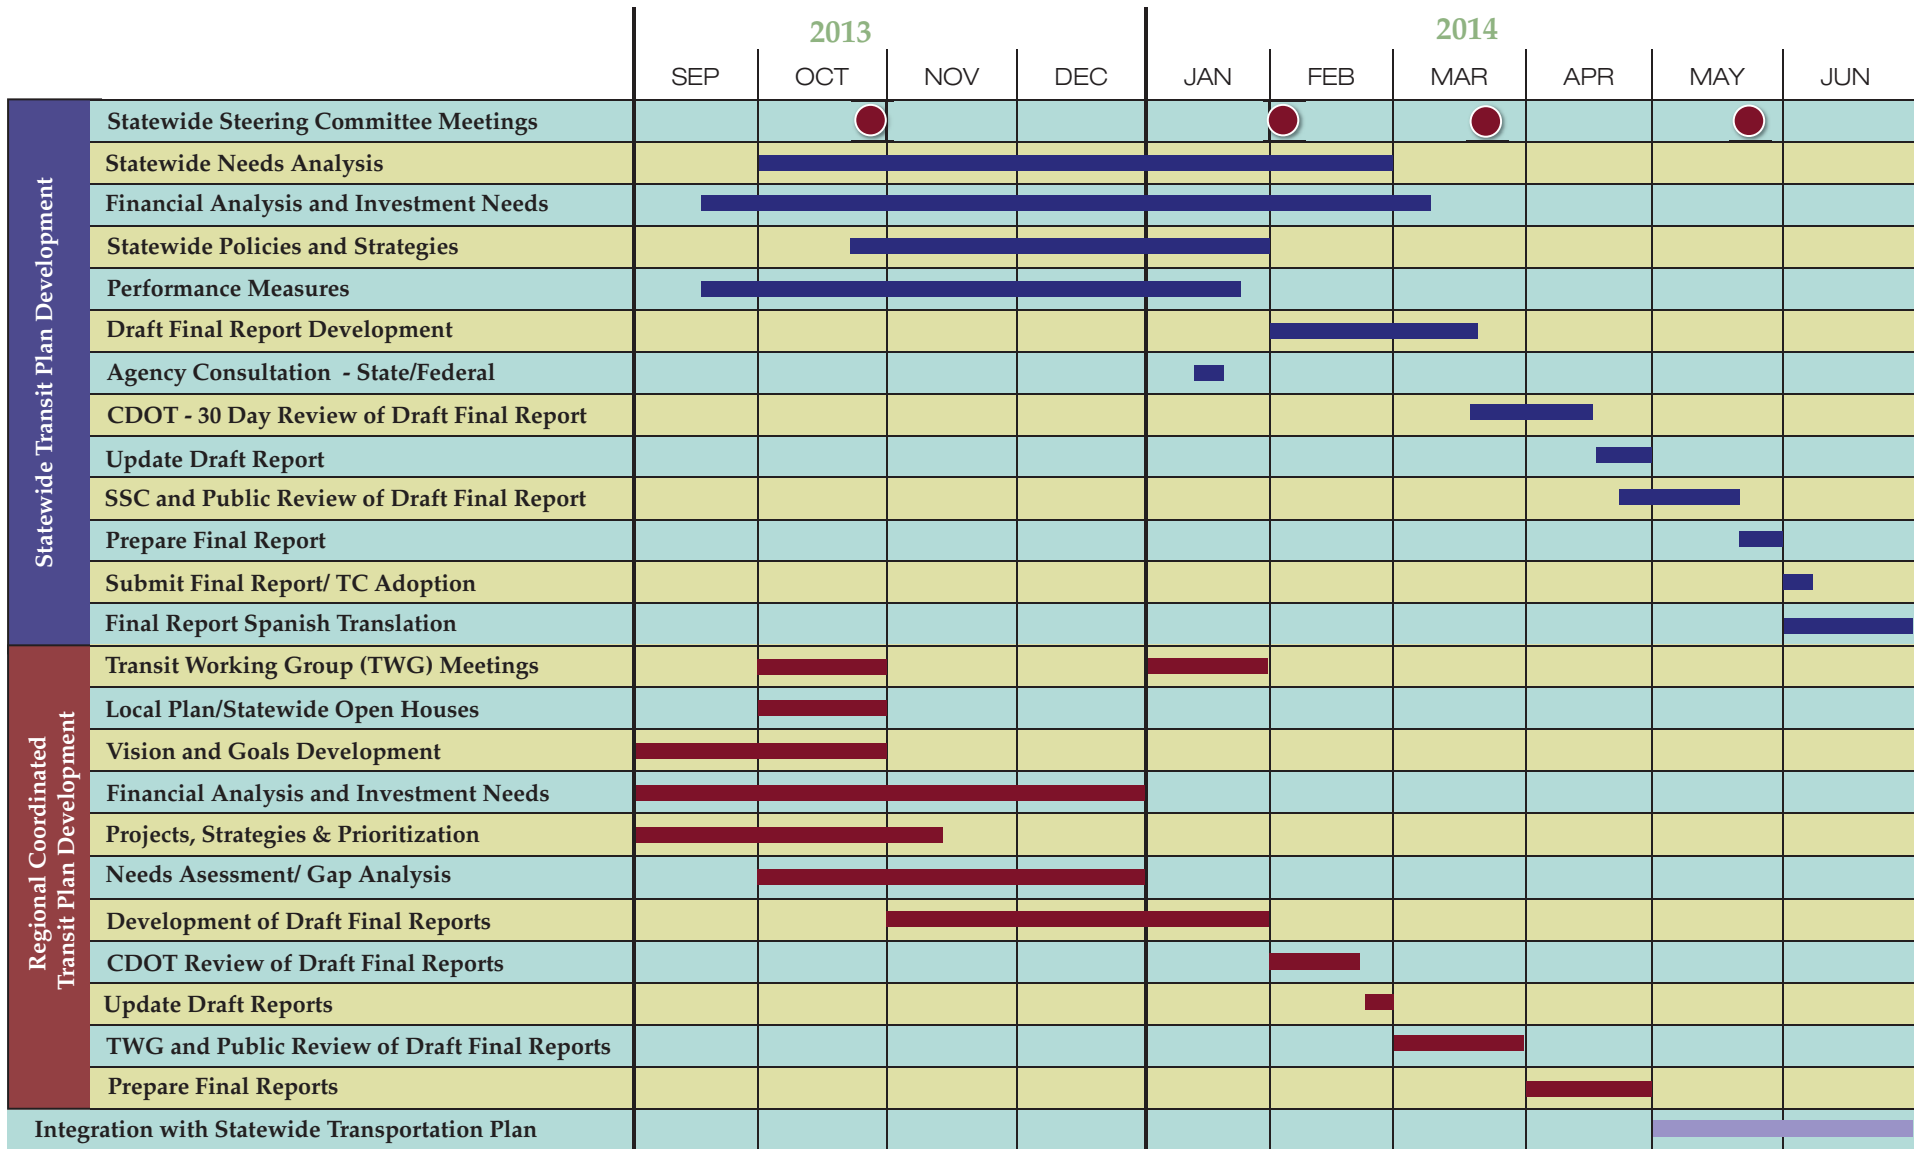 2013
2014
SEP
OCT
NOV
DEC
JAN
FEB
MAR
APR
MAY
JUN
Statewide Transit Plan Development
Statewide Steering Committee Meetings
Statewide Needs Analysis
Financial Analysis and Investment Needs
Statewide Policies and Strategies
Performance Measures
Draft Final Report Development
Agency Consultation - State/Federal
CDOT - 30 Day Review of Draft Final Report
Update Draft Report
SSC and Public Review of Draft Final Report
Prepare Final Report
Submit Final Report/ TC Adoption
Final Report Spanish Translation
Regional Coordinated
Transit Plan Development
Transit Working Group (TWG) Meetings
Local Plan/Statewide Open Houses
Vision and Goals Development
Financial Analysis and Investment Needs
Projects, Strategies & Prioritization
Needs Asessment/ Gap Analysis
Development of Draft Final Reports
CDOT Review of Draft Final Reports
Update Draft Reports
TWG and Public Review of Draft Final Reports
Prepare Final Reports
Integration with Statewide Transportation Plan